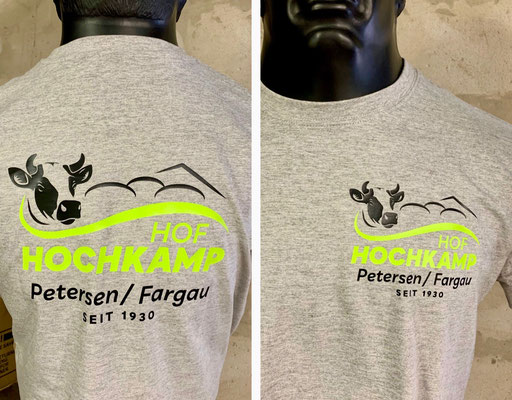 HOF
HOCHKAMP
Petersen/Fargau
SEIT 1930
HOF
HOCHKAMP
Petersen/Fargau
SEIT 1930